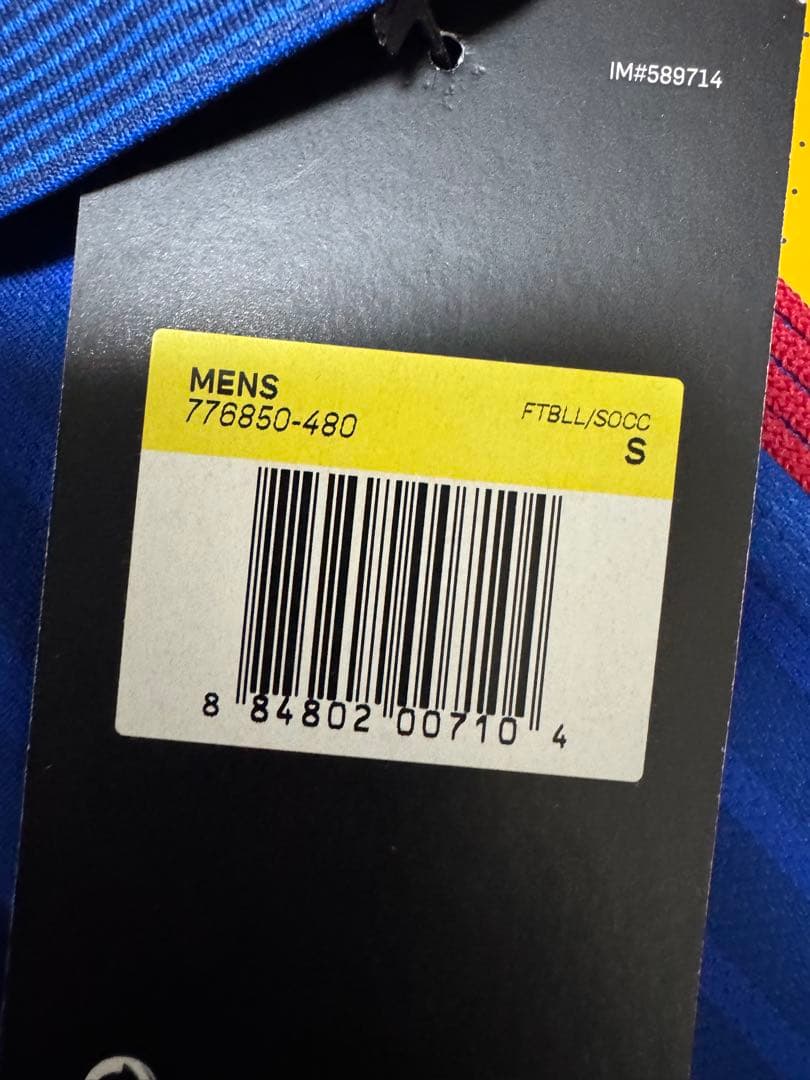 IM#589714
MENS
776850-480
FTBLL/SOCC
S
8 84802 00710 4